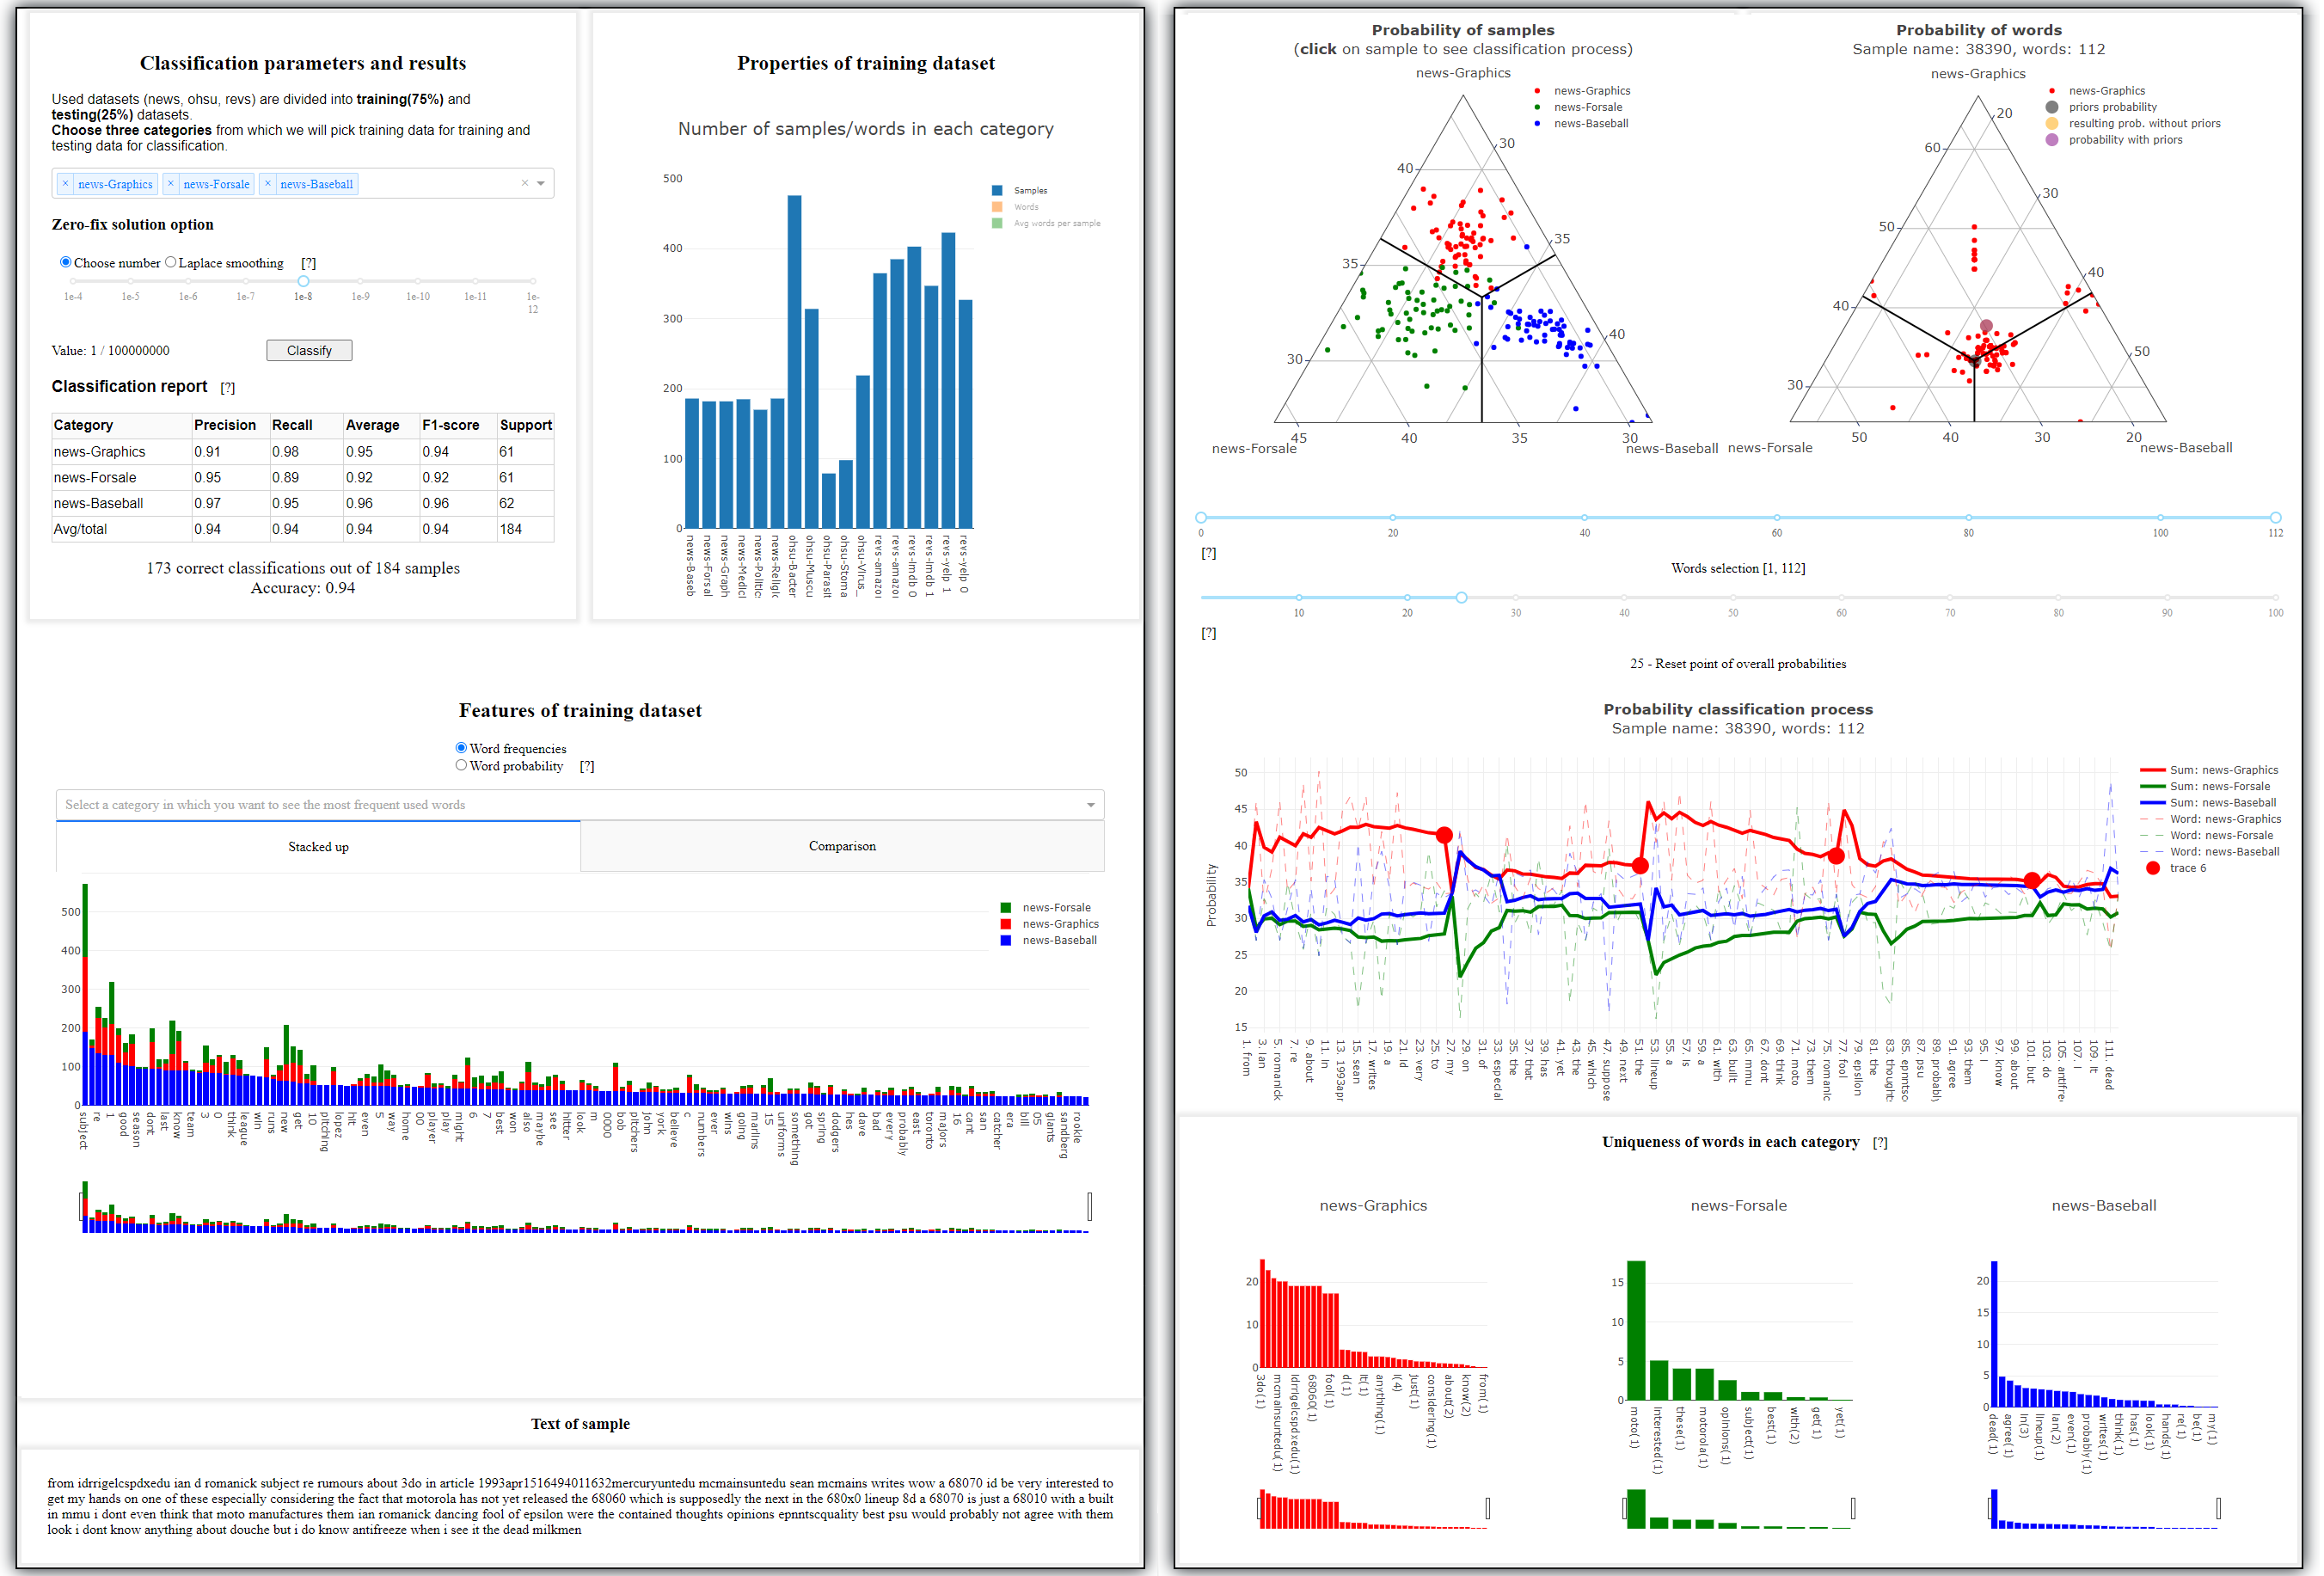 Classification parameters and results
Used datasets (news, ohsu, revs) are divided into training(75%) and
testing(25%) datasets.
Choose three categories from which we will pick training data for training and
testing data for classification.
× news-Graphics × news-Forsale × news-Baseball ×
Zero-fix solution option
Choose number Laplace smoothing [?]
1e-4 1e-5 1e-6 1e-7 1e-8 1e-9 1e-10 1e-11 1e-12
Value: 1 / 100000000 Classify
Classification report [?]
Category Precision Recall Average F1-score Support
news-Graphics 0.91 0.98 0.95 0.94 61
news-Forsale 0.95 0.89 0.92 0.92 61
news-Baseball 0.97 0.95 0.96 0.96 62
Avg/total 0.94 0.94 0.94 0.94 184
173 correct classifications out of 184 samples
Accuracy: 0.94
Properties of training dataset
Number of samples/words in each category
500
400
300
200
100
0
Samples
Words
Avg words per sample
news-Baseb
news-Forsal
news-Graph
news-Medici
news-Politic
news-Religic
ohsu-Bacter
ohsu-Muscu
ohsu-Parasit
ohsu-Stoma
ohsu-Virus_
revs-amazon
revs-amazon
revs-imdb 0
revs-imdb 1
revs-yelp 1
revs-yelp 0
Features of training dataset
Word frequencies
Word probability [?]
Select a category in which you want to see the most frequent used words
Stacked up Comparison
500
400
300
200
100
0
news-Forsale
news-Graphics
news-Baseball
subject
re
1
good
season
dont
last
know
team
3
0
think
league
win
runs
new
get
10
pitching
lopez
hit
even
5
way
home
00
player
play
might
6
7
best
won
also
maybe
see
hitter
look
m
0000
bob
pitchers
john
york
believe
c
numbers
ever
wins
going
marlins
15
uniforms
something
got
spring
dodgers
hes
dave
bad
every
probably
east
toronto
majors
16
cant
san
catcher
era
bill
05
giants
sandberg
rookie
Text of sample
from idrrigelcspdxedu ian d romanick subject re rumours about 3do in article 1993apr1516494011632mercuryuntedu mcmainsuntedu sean mcmains writes wow a 68070 id be very interested to
get my hands on one of these especially considering the fact that motorola has not yet released the 68060 which is supposedly the next in the 680x0 lineup 8d a 68070 is just a 68010 with a built
in mmu i dont even think that moto manufactures them ian romanick dancing fool of epsilon were the contained thoughts opinions epnntscquality best psu would probably not agree with them
look i dont know anything about douche but i do know antifreeze when i see it the dead milkmen
Probability of samples
(click on sample to see classification process)
news-Graphics
news-Graphics
news-Forsale
news-Baseball
40
35
30
30
35
40
45 40 35 30
news-Forsale news-Baseball
Probability of words
Sample name: 38390, words: 112
news-Graphics
news-Graphics
priors probability
resulting prob. without priors
probability with priors
60
50
40
30
20
30
40
50
50 40 30 20
news-Forsale news-Baseball
0 20 40 60 80 100 112
[?]
Words selection [1, 112]
10 20 30 40 50 60 70 80 90 100
[?]
25 - Reset point of overall probabilities
Probability classification process
Sample name: 38390, words: 112
Probability
50
45
40
35
30
25
20
15
Sum: news-Graphics
Sum: news-Forsale
Sum: news-Baseball
Word: news-Graphics
Word: news-Forsale
Word: news-Baseball
trace 6
1. from
3. ian
5. romanick
7. re
9. about
11. in
13. 1993apr
15. sean
17. writes
19. a
21. id
23. very
25. to
27. my
29. on
31. of
33. especial
35. the
37. that
39. has
41. yet
43. the
45. which
47. suppose
49. next
51. the
53. lineup
55. a
57. is
59. a
61. with
63. built
65. mmu
67. dont
69. think
71. moto
73. them
75. romanic
77. fool
79. epsilon
81. the
83. thought
85. epnntsc
87. psu
89. probably
91. agree
93. them
95. i
97. know
99. about
101. but
103. do
105. antifre
107. i
109. it
111. dead
Uniqueness of words in each category [?]
news-Graphics
20
10
0
3do(1)
mcmainsuntedu(1)
idrrigelcspdxedu(1)
68060(1)
fool(1)
d(1)
it(1)
anything(1)
i(4)
just(1)
considering(1)
about(2)
know(2)
from(1)
news-Forsale
15
10
5
0
moto(1)
interested(1)
these(1)
motorola(1)
opinions(1)
subject(1)
best(1)
with(2)
get(1)
yet(1)
news-Baseball
20
15
10
5
0
dead(1)
agree(1)
in(3)
lineup(1)
ian(2)
even(1)
probably(1)
writes(1)
think(1)
has(1)
look(1)
hands(1)
re(1)
be(1)
my(1)